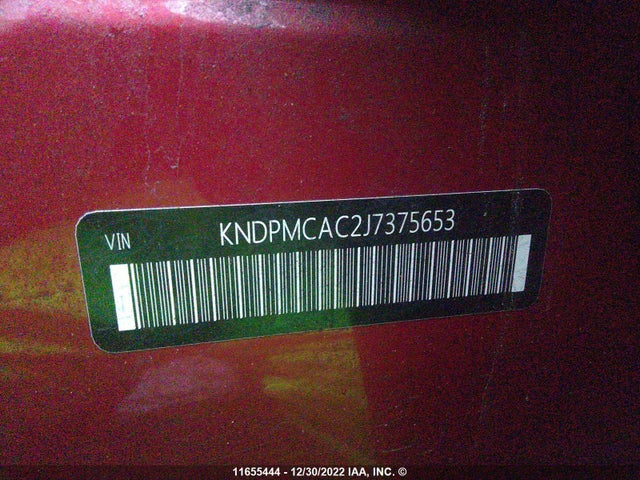 VIN KNDPMCAC2J7375653
11655444 - 12/30/2022 IAA, INC. ©